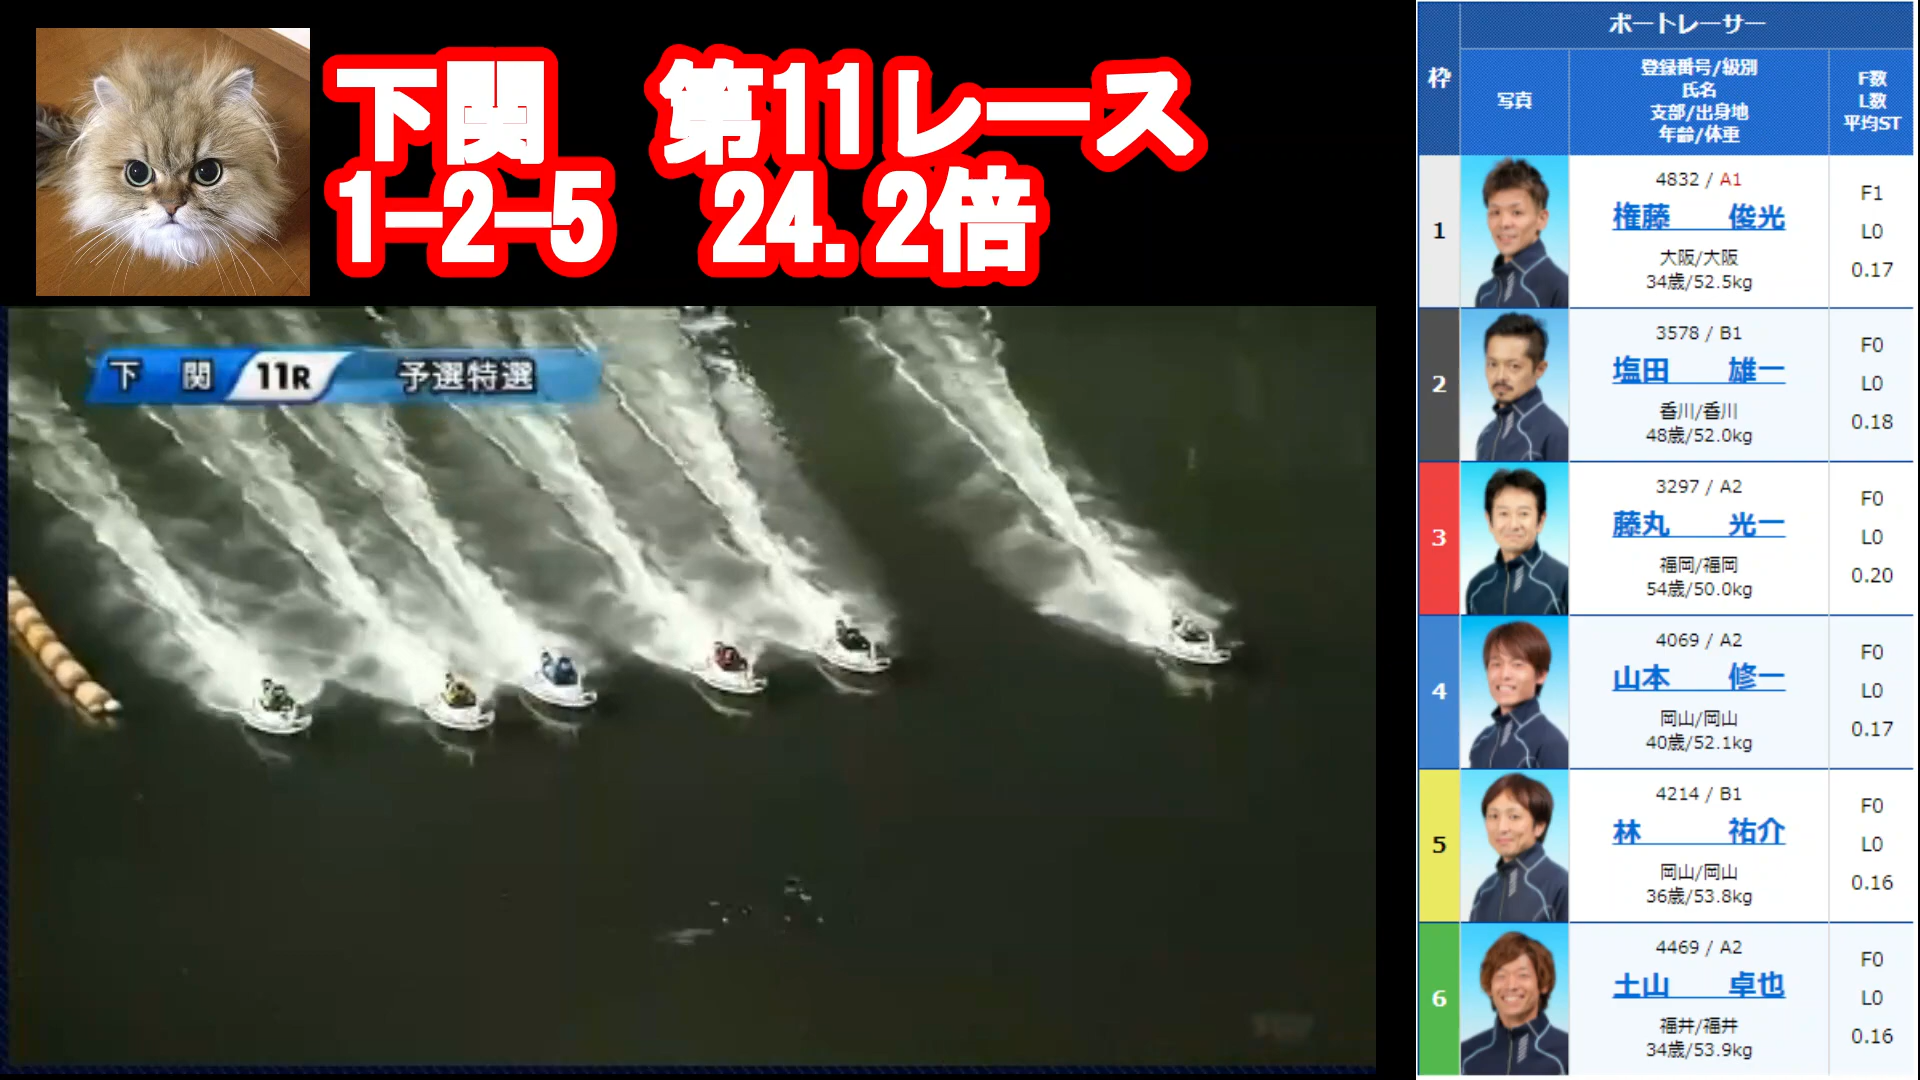 下関　第11レース
1-2-5　24.2倍
下　関　11R　予選特選
ボートレーサー
枠
写真
登録番号/級別
氏名
支部/出身地
年齢/体重
F数
L数
平均ST
1
4832 / A1
権藤　俊光
大阪/大阪
34歳/52.5kg
F1
L0
0.17
2
3578 / B1
塩田　雄一
香川/香川
48歳/52.0kg
F0
L0
0.18
3
3297 / A2
藤丸　光一
福岡/福岡
54歳/50.0kg
F0
L0
0.20
4
4069 / A2
山本　修一
岡山/岡山
40歳/52.1kg
F0
L0
0.17
5
4214 / B1
林　祐介
岡山/岡山
36歳/53.8kg
F0
L0
0.16
6
4469 / A2
土山　卓也
福井/福井
34歳/53.9kg
F0
L0
0.16